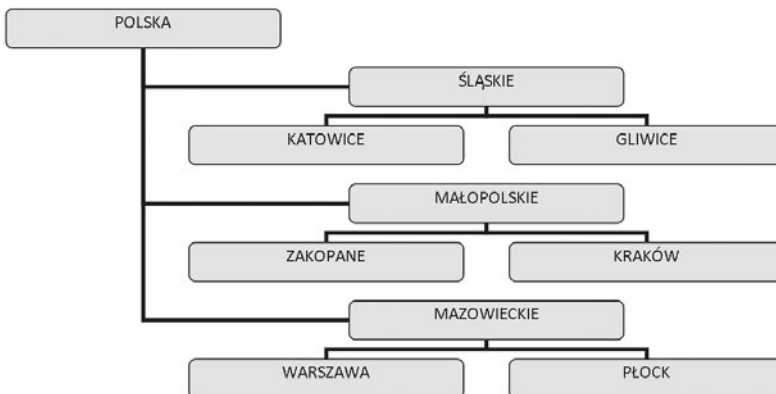 POLSKA
ŚLĄSKIE
KATOWICE
GLIWICE
MAŁOPOLSKIE
ZAKOPANE
KRAKÓW
MAZOWIECKIE
WARSZAWA
PŁOCK